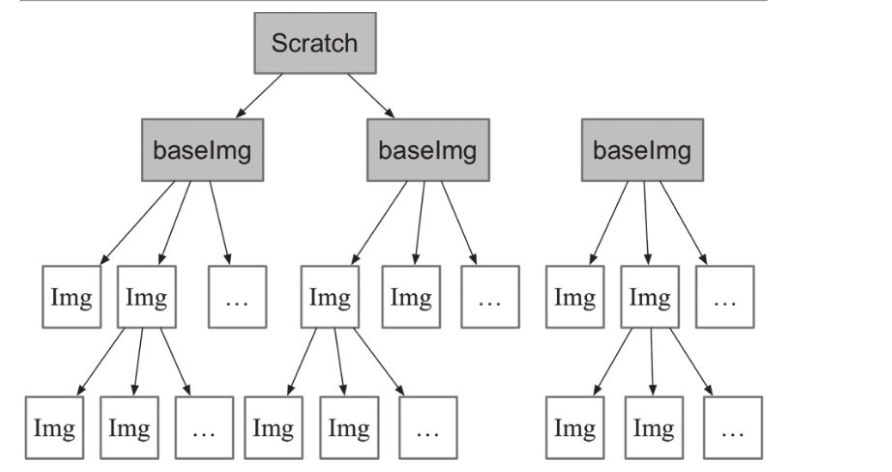 Scratch
baseImg baseImg baseImg
Img Img … Img Img … Img Img …
Img Img … Img Img … Img Img …